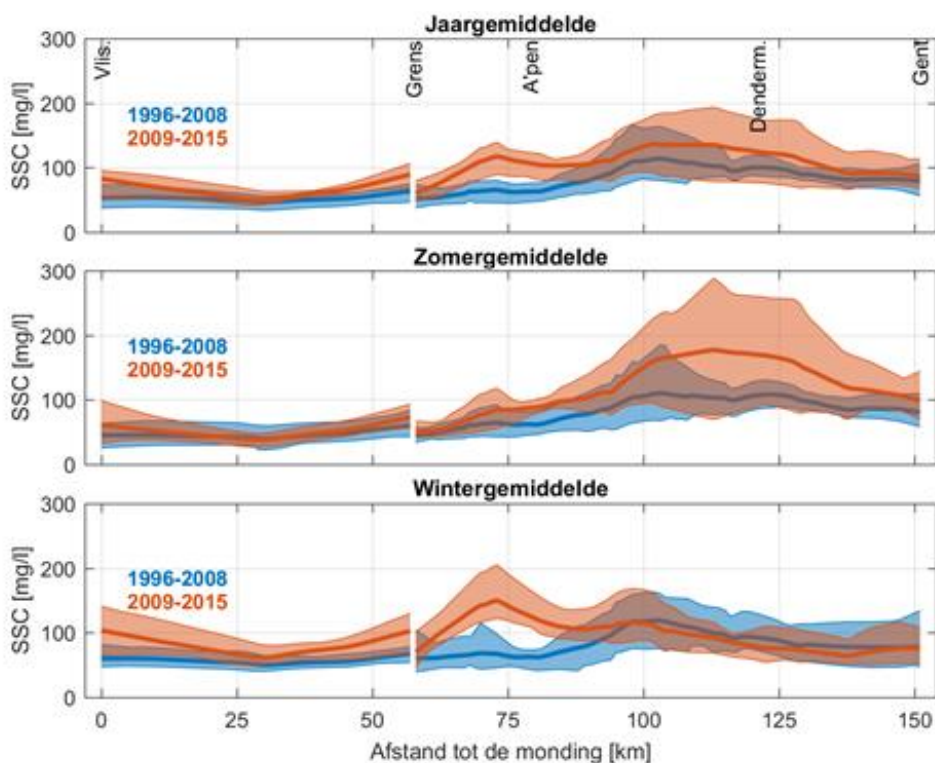 Jaargemiddelde
300
200
100
0
SSC [mg/l]
Vlis.
Grens
A'pen
Denderm.
Gent
1996-2008
2009-2015
Zomergemiddelde
300
200
100
0
SSC [mg/l]
1996-2008
2009-2015
Wintergemiddelde
300
200
100
0
SSC [mg/l]
1996-2008
2009-2015
0 25 50 75 100 125 150
Afstand tot de monding [km]